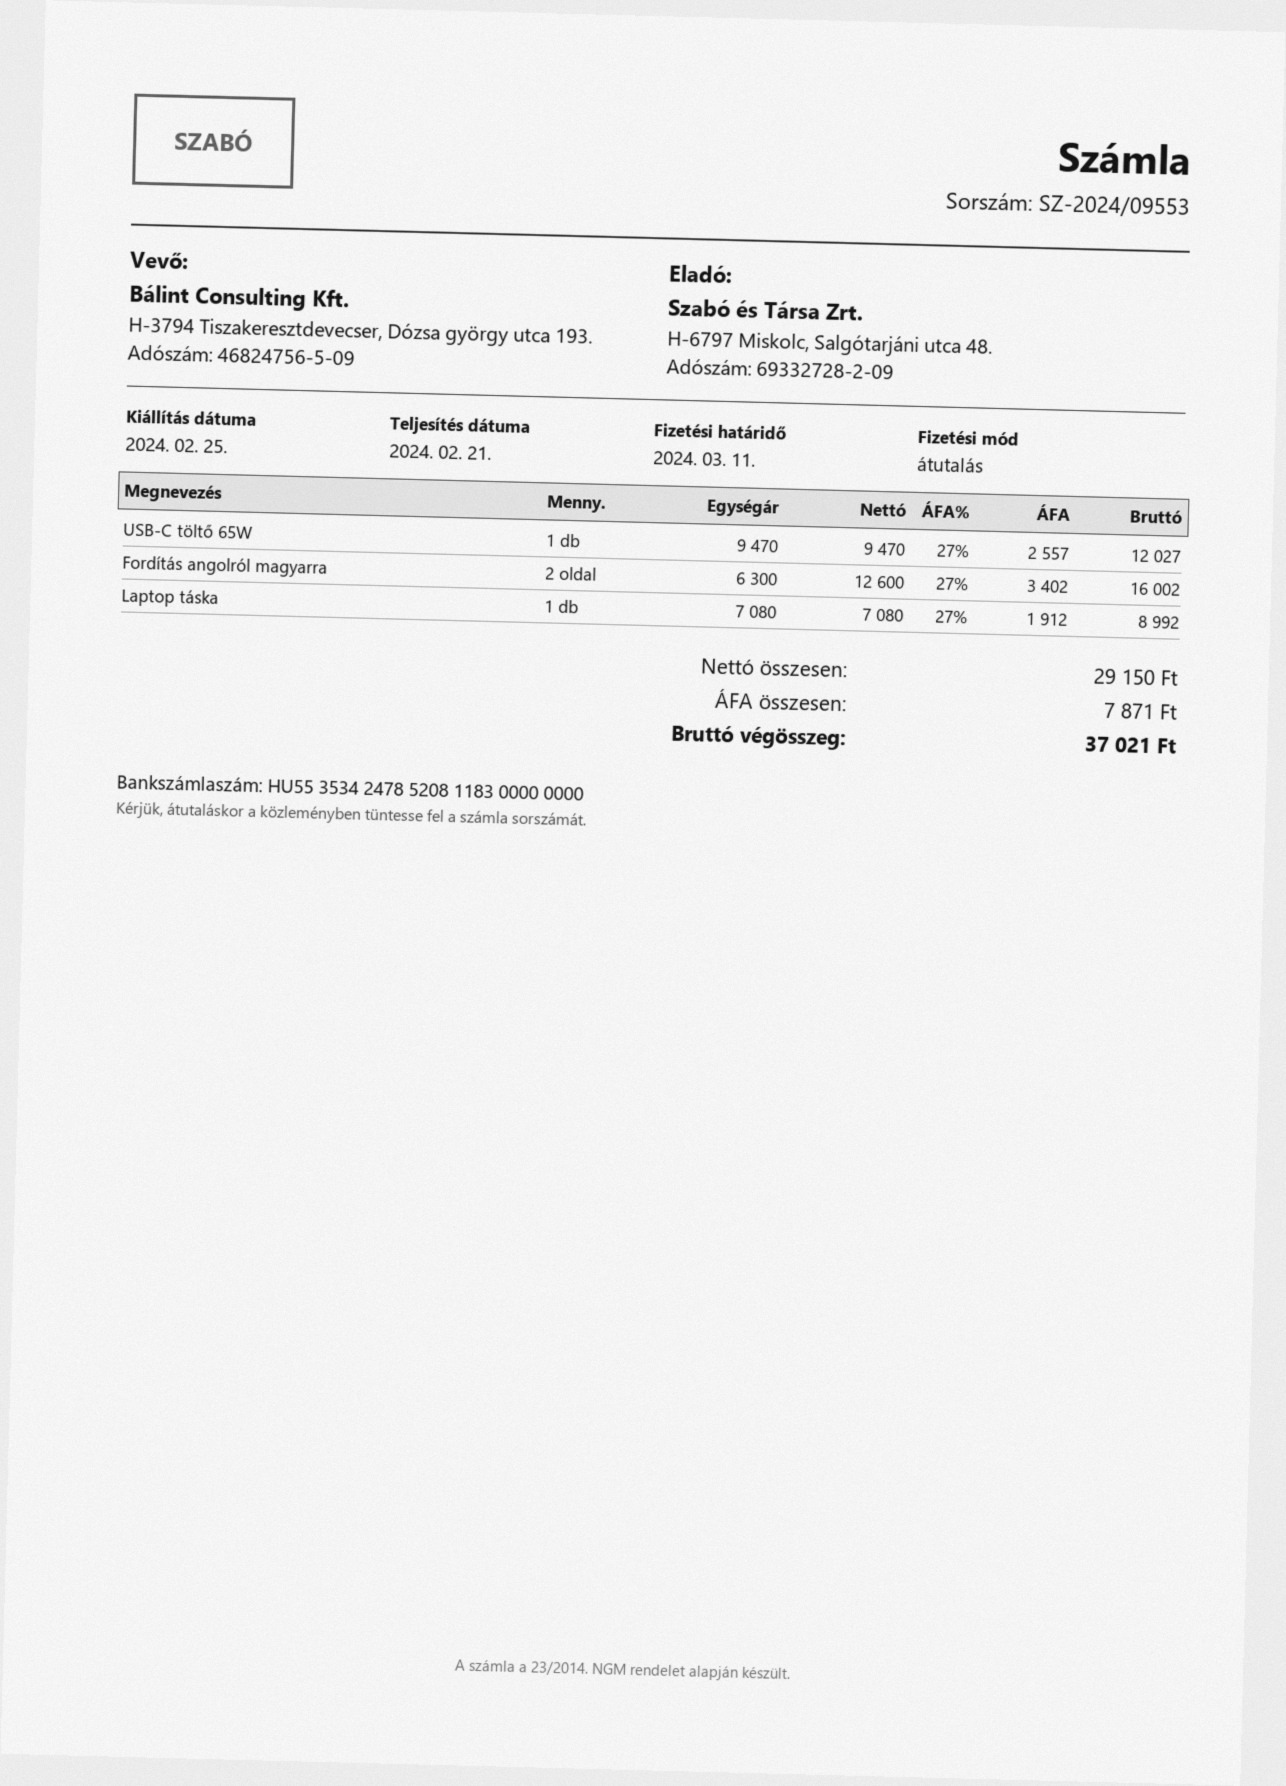 SZABÓ
Számla
Sorszám: SZ-2024/09553
Vevő:
Bálint Consulting Kft.
H-3794 Tiszakeresztdevecser, Dózsa györgy utca 193.
Adószám: 46824756-5-09
Eladó:
Szabó és Társa Zrt.
H-6797 Miskolc, Salgótarjáni utca 48.
Adószám: 69332728-2-09
Kiállítás dátuma Teljesítés dátuma Fizetési határidő Fizetési mód
2024. 02. 25. 2024. 02. 21. 2024. 03. 11. átutalás
Megnevezés Menny. Egységár Nettó ÁFA% ÁFA Bruttó
USB-C töltő 65W 1 db 9 470 9 470 27% 2 557 12 027
Fordítás angolról magyarra 2 oldal 6 300 12 600 27% 3 402 16 002
Laptop táska 1 db 7 080 7 080 27% 1 912 8 992
Nettó összesen: 29 150 Ft
ÁFA összesen: 7 871 Ft
Bruttó végösszeg: 37 021 Ft
Bankszámlaszám: HU55 3534 2478 5208 1183 0000 0000
Kérjük, átutaláskor a közleményben tüntesse fel a számla sorszámát.
A számla a 23/2014. NGM rendelet alapján készült.